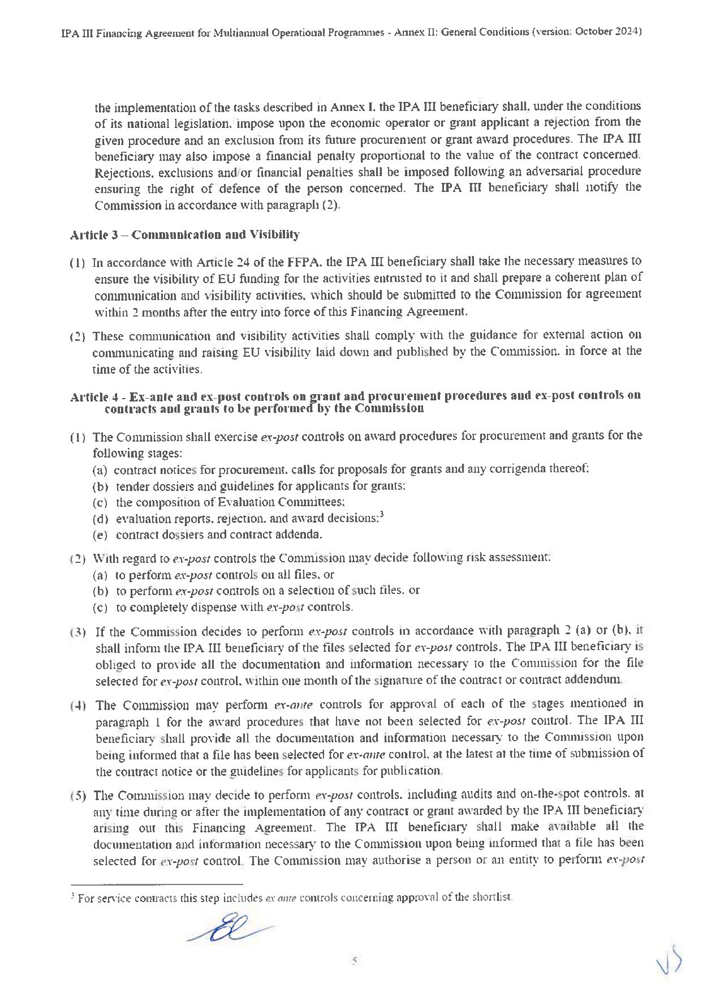 IPA III Financing Agreement for Multiannual Operational Programmes - Annex II: General Conditions (version: October 2024)
the implementation of the tasks described in Annex I, the IPA III beneficiary shall, under the conditions
of its national legislation, impose upon the economic operator or grant applicant a rejection from the
given procedure and an exclusion from its future procurement or grant award procedures. The IPA III
beneficiary may also impose a financial penalty proportional to the value of the contract concerned.
Rejections, exclusions and/or financial penalties shall be imposed following an adversarial procedure
ensuring the right of defence of the person concerned. The IPA III beneficiary shall notify the
Commission in accordance with paragraph (2).
Article 3 – Communication and Visibility
(1) In accordance with Article 24 of the FFPA, the IPA III beneficiary shall take the necessary measures to
ensure the visibility of EU funding for the activities entrusted to it and shall prepare a coherent plan of
communication and visibility activities, which should be submitted to the Commission for agreement
within 2 months after the entry into force of this Financing Agreement.
(2) These communication and visibility activities shall comply with the guidance for external action on
communicating and raising EU visibility laid down and published by the Commission, in force at the
time of the activities.
Article 4 - Ex-ante and ex-post controls on grant and procurement procedures and ex-post controls on
contracts and grants to be performed by the Commission
(1) The Commission shall exercise ex-post controls on award procedures for procurement and grants for the
following stages:
(a) contract notices for procurement, calls for proposals for grants and any corrigenda thereof;
(b) tender dossiers and guidelines for applicants for grants;
(c) the composition of Evaluation Committees;
(d) evaluation reports, rejection, and award decisions;3
(e) contract dossiers and contract addenda.
(2) With regard to ex-post controls the Commission may decide following risk assessment:
(a) to perform ex-post controls on all files, or
(b) to perform ex-post controls on a selection of such files, or
(c) to completely dispense with ex-post controls.
(3) If the Commission decides to perform ex-post controls in accordance with paragraph 2 (a) or (b), it
shall inform the IPA III beneficiary of the files selected for ex-post controls. The IPA III beneficiary is
obliged to provide all the documentation and information necessary to the Commission for the file
selected for ex-post control, within one month of the signature of the contract or contract addendum.
(4) The Commission may perform ex-ante controls for approval of each of the stages mentioned in
paragraph 1 for the award procedures that have not been selected for ex-post control. The IPA III
beneficiary shall provide all the documentation and information necessary to the Commission upon
being informed that a file has been selected for ex-ante control, at the latest at the time of submission of
the contract notice or the guidelines for applicants for publication.
(5) The Commission may decide to perform ex-post controls, including audits and on-the-spot controls, at
any time during or after the implementation of any contract or grant awarded by the IPA III beneficiary
arising out this Financing Agreement. The IPA III beneficiary shall make available all the
documentation and information necessary to the Commission upon being informed that a file has been
selected for ex-post control. The Commission may authorise a person or an entity to perform ex-post
3 For service contracts this step includes ex ante controls concerning approval of the shortlist.
5